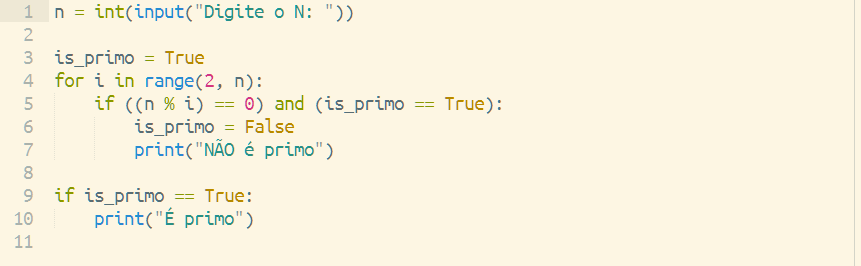 1 n = int(input("Digite o N: "))
2
3 is_primo = True
4 for i in range(2, n):
5     if ((n % i) == 0) and (is_primo == True):
6         is_primo = False
7         print("NÃO é primo")
8
9 if is_primo == True:
10     print("É primo")
11